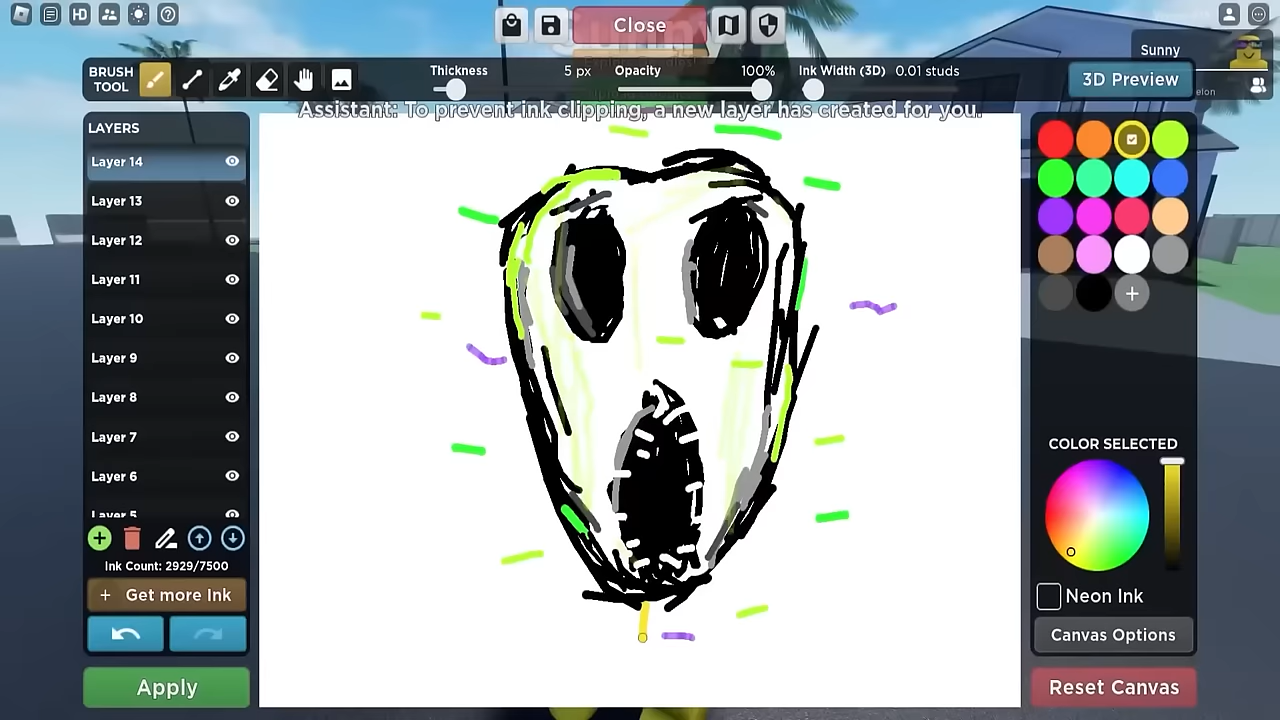 HD
Close
Sunny
BRUSH TOOL
Thickness
5 px
Opacity
100%
Ink Width (3D)
0.01 studs
3D Preview
Assistant: To prevent ink clipping, a new layer has created for you.
LAYERS
Layer 14
Layer 13
Layer 12
Layer 11
Layer 10
Layer 9
Layer 8
Layer 7
Layer 6
Layer 5
Ink Count: 2929/7500
+ Get more Ink
Apply
COLOR SELECTED
Neon Ink
Canvas Options
Reset Canvas